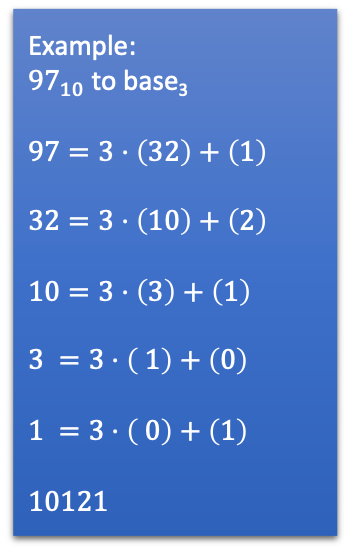 Example:
97₁₀ to base₃
97 = 3 · (32) + (1)
32 = 3 · (10) + (2)
10 = 3 · (3) + (1)
3 = 3 · ( 1) + (0)
1 = 3 · ( 0) + (1)
10121